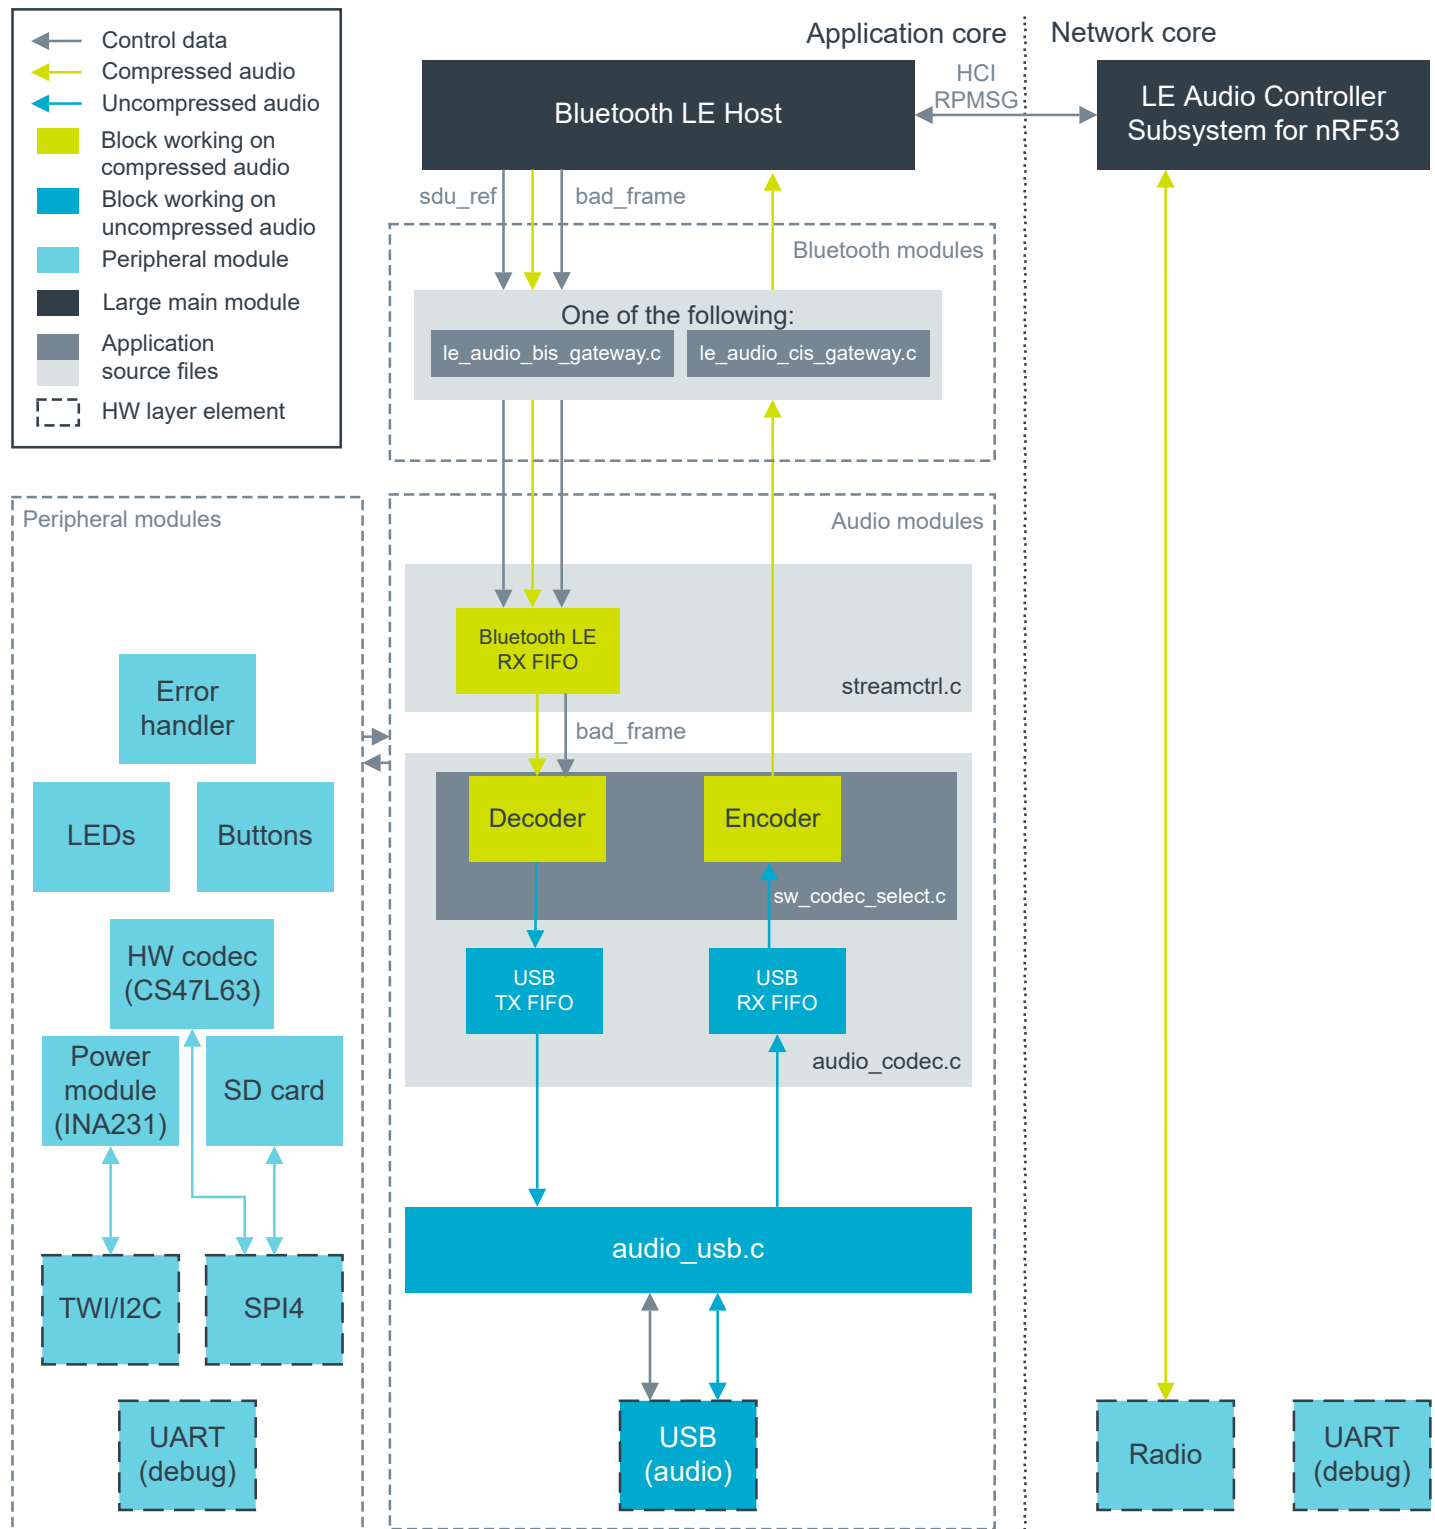 Control data
Compressed audio
Uncompressed audio
Block working on
compressed audio
Block working on
uncompressed audio
Peripheral module
Large main module
Application
source files
HW layer element
Application core
Network core
Bluetooth LE Host
HCI
RPMSG
LE Audio Controller
Subsystem for nRF53
sdu_ref
bad_frame
Bluetooth modules
One of the following:
le_audio_bis_gateway.c
le_audio_cis_gateway.c
Peripheral modules
Audio modules
Bluetooth LE
RX FIFO
streamctrl.c
bad_frame
Error
handler
LEDs
Buttons
Decoder
Encoder
sw_codec_select.c
HW codec
(CS47L63)
USB
TX FIFO
USB
RX FIFO
audio_codec.c
Power
module
(INA231)
SD card
audio_usb.c
TWI/I2C
SPI4
UART
(debug)
USB
(audio)
Radio
UART
(debug)